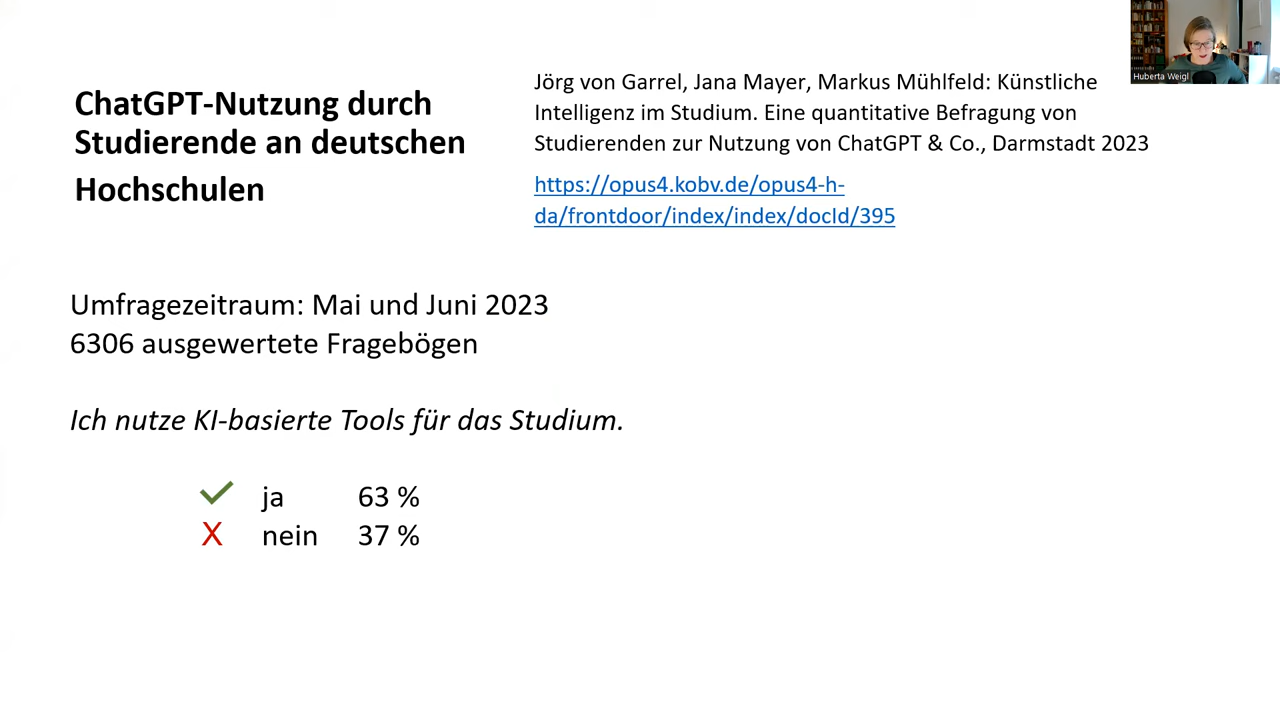 ChatGPT-Nutzung durch
Studierende an deutschen
Hochschulen
Jörg von Garrel, Jana Mayer, Markus Mühlfeld: Künstliche
Intelligenz im Studium. Eine quantitative Befragung von
Studierenden zur Nutzung von ChatGPT & Co., Darmstadt 2023
https://opus4.kobv.de/opus4-h-
da/frontdoor/index/index/docId/395
Huberta Weigl
Umfragezeitraum: Mai und Juni 2023
6306 ausgewertete Fragebögen
Ich nutze KI-basierte Tools für das Studium.
✓ ja 63 %
X nein 37 %